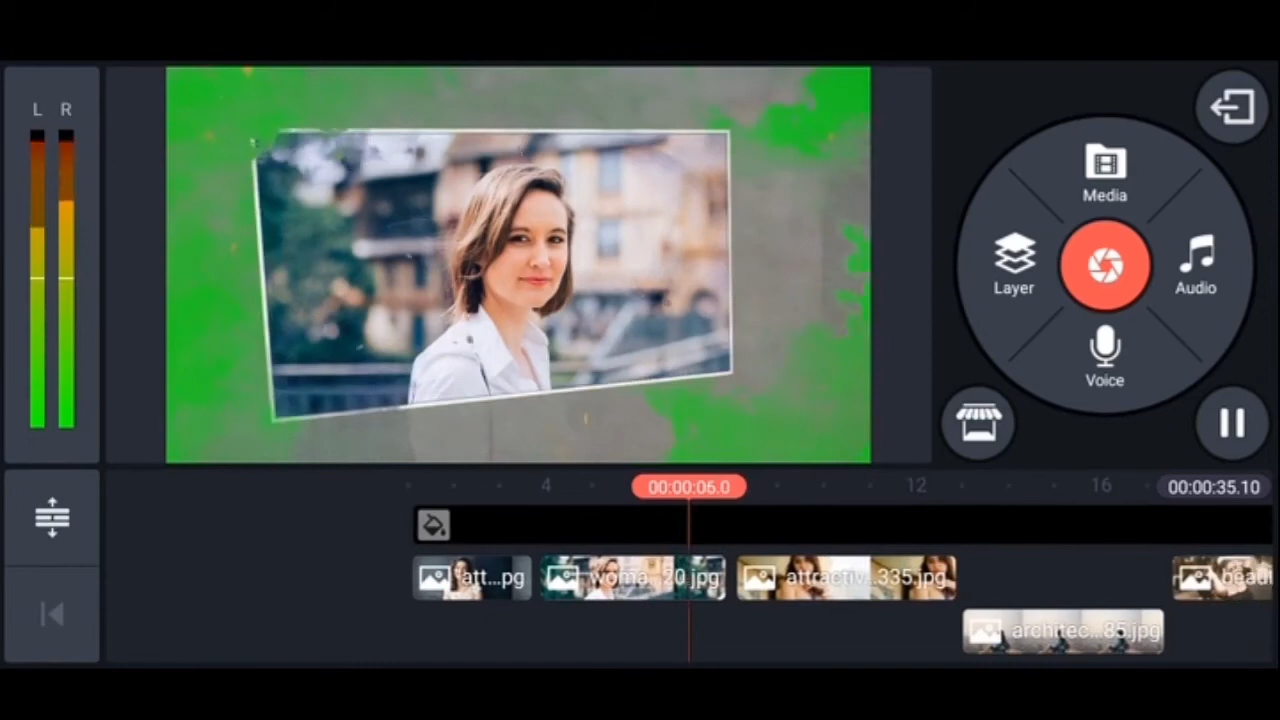 L R
Media
Layer
Audio
Voice
4
00:00:06.0
12
16
00:00:35.10
att...pg
woma...20.jpg
attractiv...335.jpg
beau
architec...85.jpg